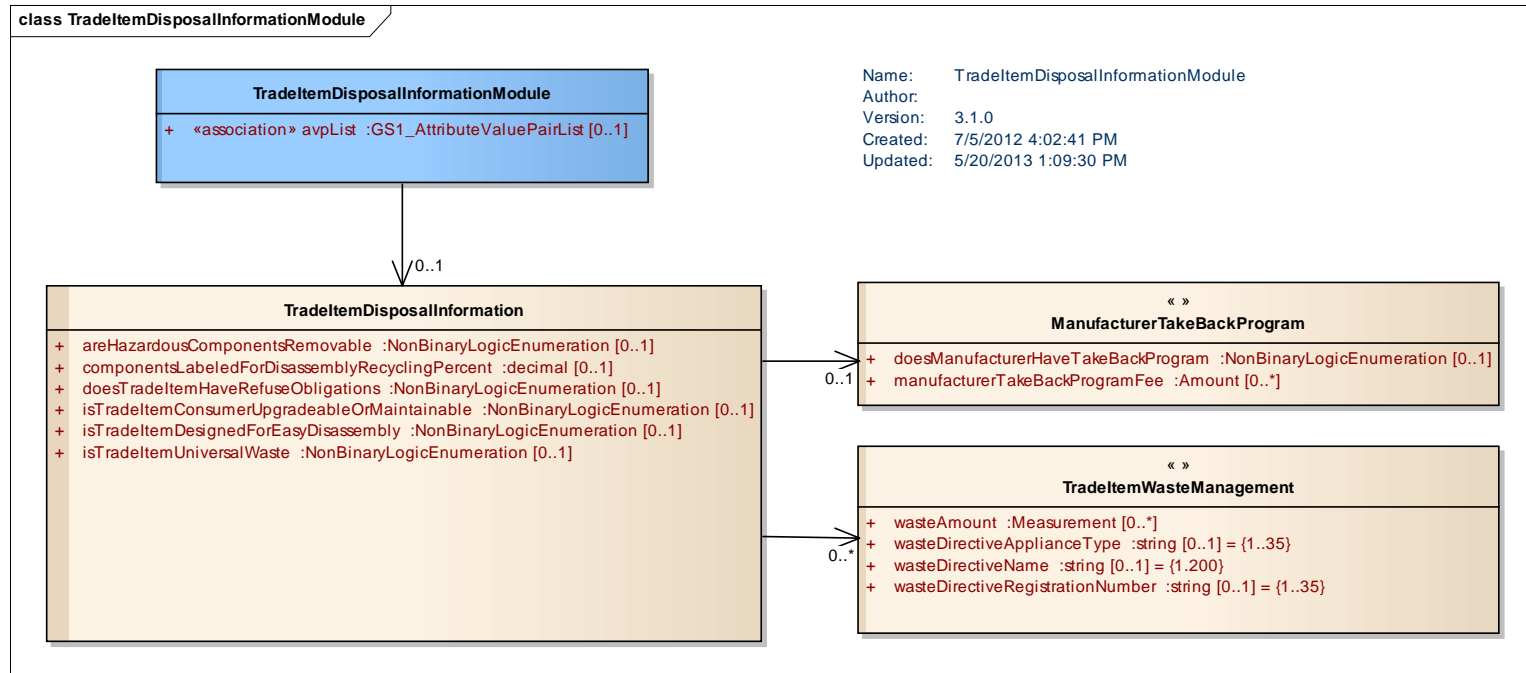 class TradeItemDisposalInformationModule
TradeItemDisposalInformationModule
+ «association» avpList :GS1_AttributeValuePairList [0..1]
Name: TradeItemDisposalInformationModule
Author:
Version: 3.1.0
Created: 7/5/2012 4:02:41 PM
Updated: 5/20/2013 1:09:30 PM
0..1
TradeItemDisposalInformation
+ areHazardousComponentsRemovable :NonBinaryLogicEnumeration [0..1]
+ componentsLabeledForDisassemblyRecyclingPercent :decimal [0..1]
+ doesTradeItemHaveRefuseObligations :NonBinaryLogicEnumeration [0..1]
+ isTradeItemConsumerUpgradeableOrMaintainable :NonBinaryLogicEnumeration [0..1]
+ isTradeItemDesignedForEasyDisassembly :NonBinaryLogicEnumeration [0..1]
+ isTradeItemUniversalWaste :NonBinaryLogicEnumeration [0..1]
0..1
« »
ManufacturerTakeBackProgram
+ doesManufacturerHaveTakeBackProgram :NonBinaryLogicEnumeration [0..1]
+ manufacturerTakeBackProgramFee :Amount [0..*]
0..*
« »
TradeItemWasteManagement
+ wasteAmount :Measurement [0..*]
+ wasteDirectiveApplianceType :string [0..1] = {1..35}
+ wasteDirectiveName :string [0..1] = {1.200}
+ wasteDirectiveRegistrationNumber :string [0..1] = {1..35}